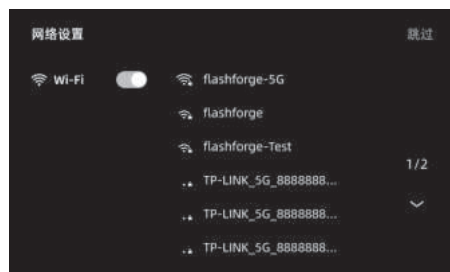 网络设置
跳过
Wi-Fi
flashforge-5G
flashforge
flashforge-Test
1/2
TP-LINK_5G_8888888...
TP-LINK_5G_8888888...
TP-LINK_5G_8888888...